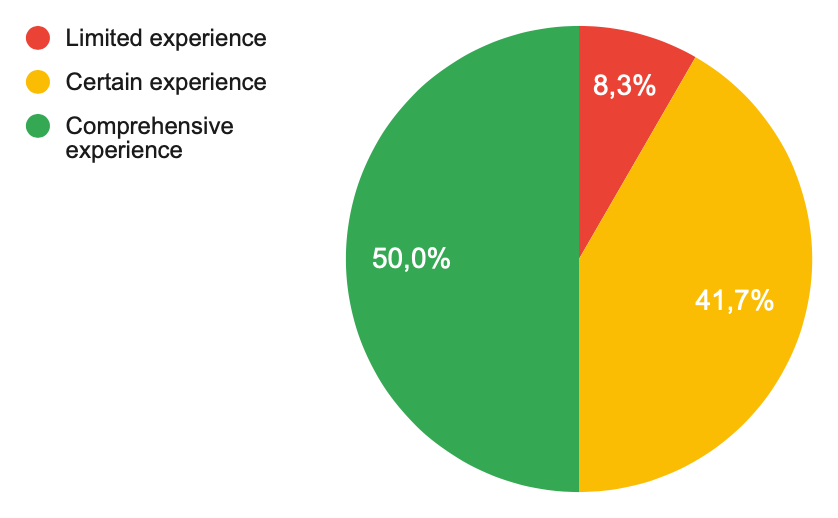 Limited experience
Certain experience
Comprehensive
experience
8,3%
50,0%
41,7%